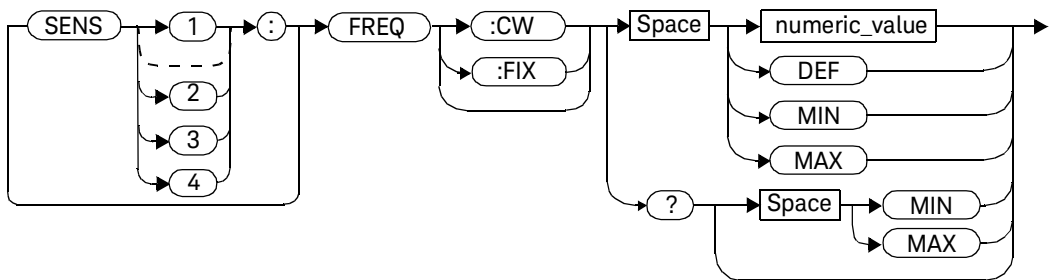 SENS 1 : FREQ :CW Space numeric_value
:FIX DEF
2 MIN
3 MAX
4 ? Space MIN
MAX